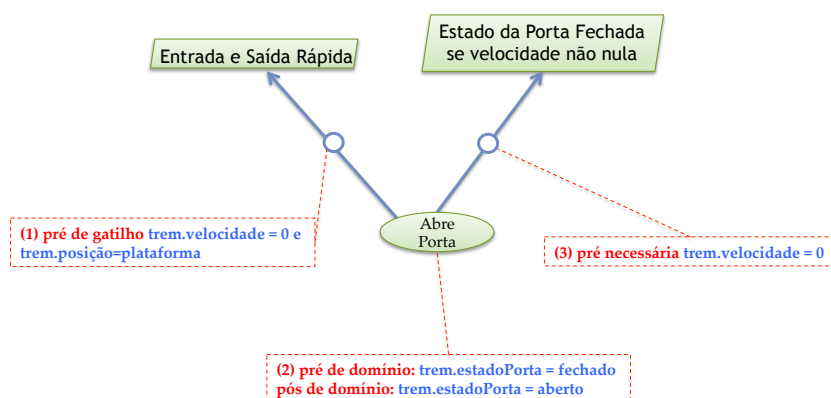 Entrada e Saída Rápida
Estado da Porta Fechada
se velocidade não nula
Abre
Porta
(1) pré de gatilho trem.velocidade = 0 e
trem.posição=plataforma
(3) pré necessária trem.velocidade = 0
(2) pré de domínio: trem.estadoPorta = fechado
pós de domínio: trem.estadoPorta = aberto